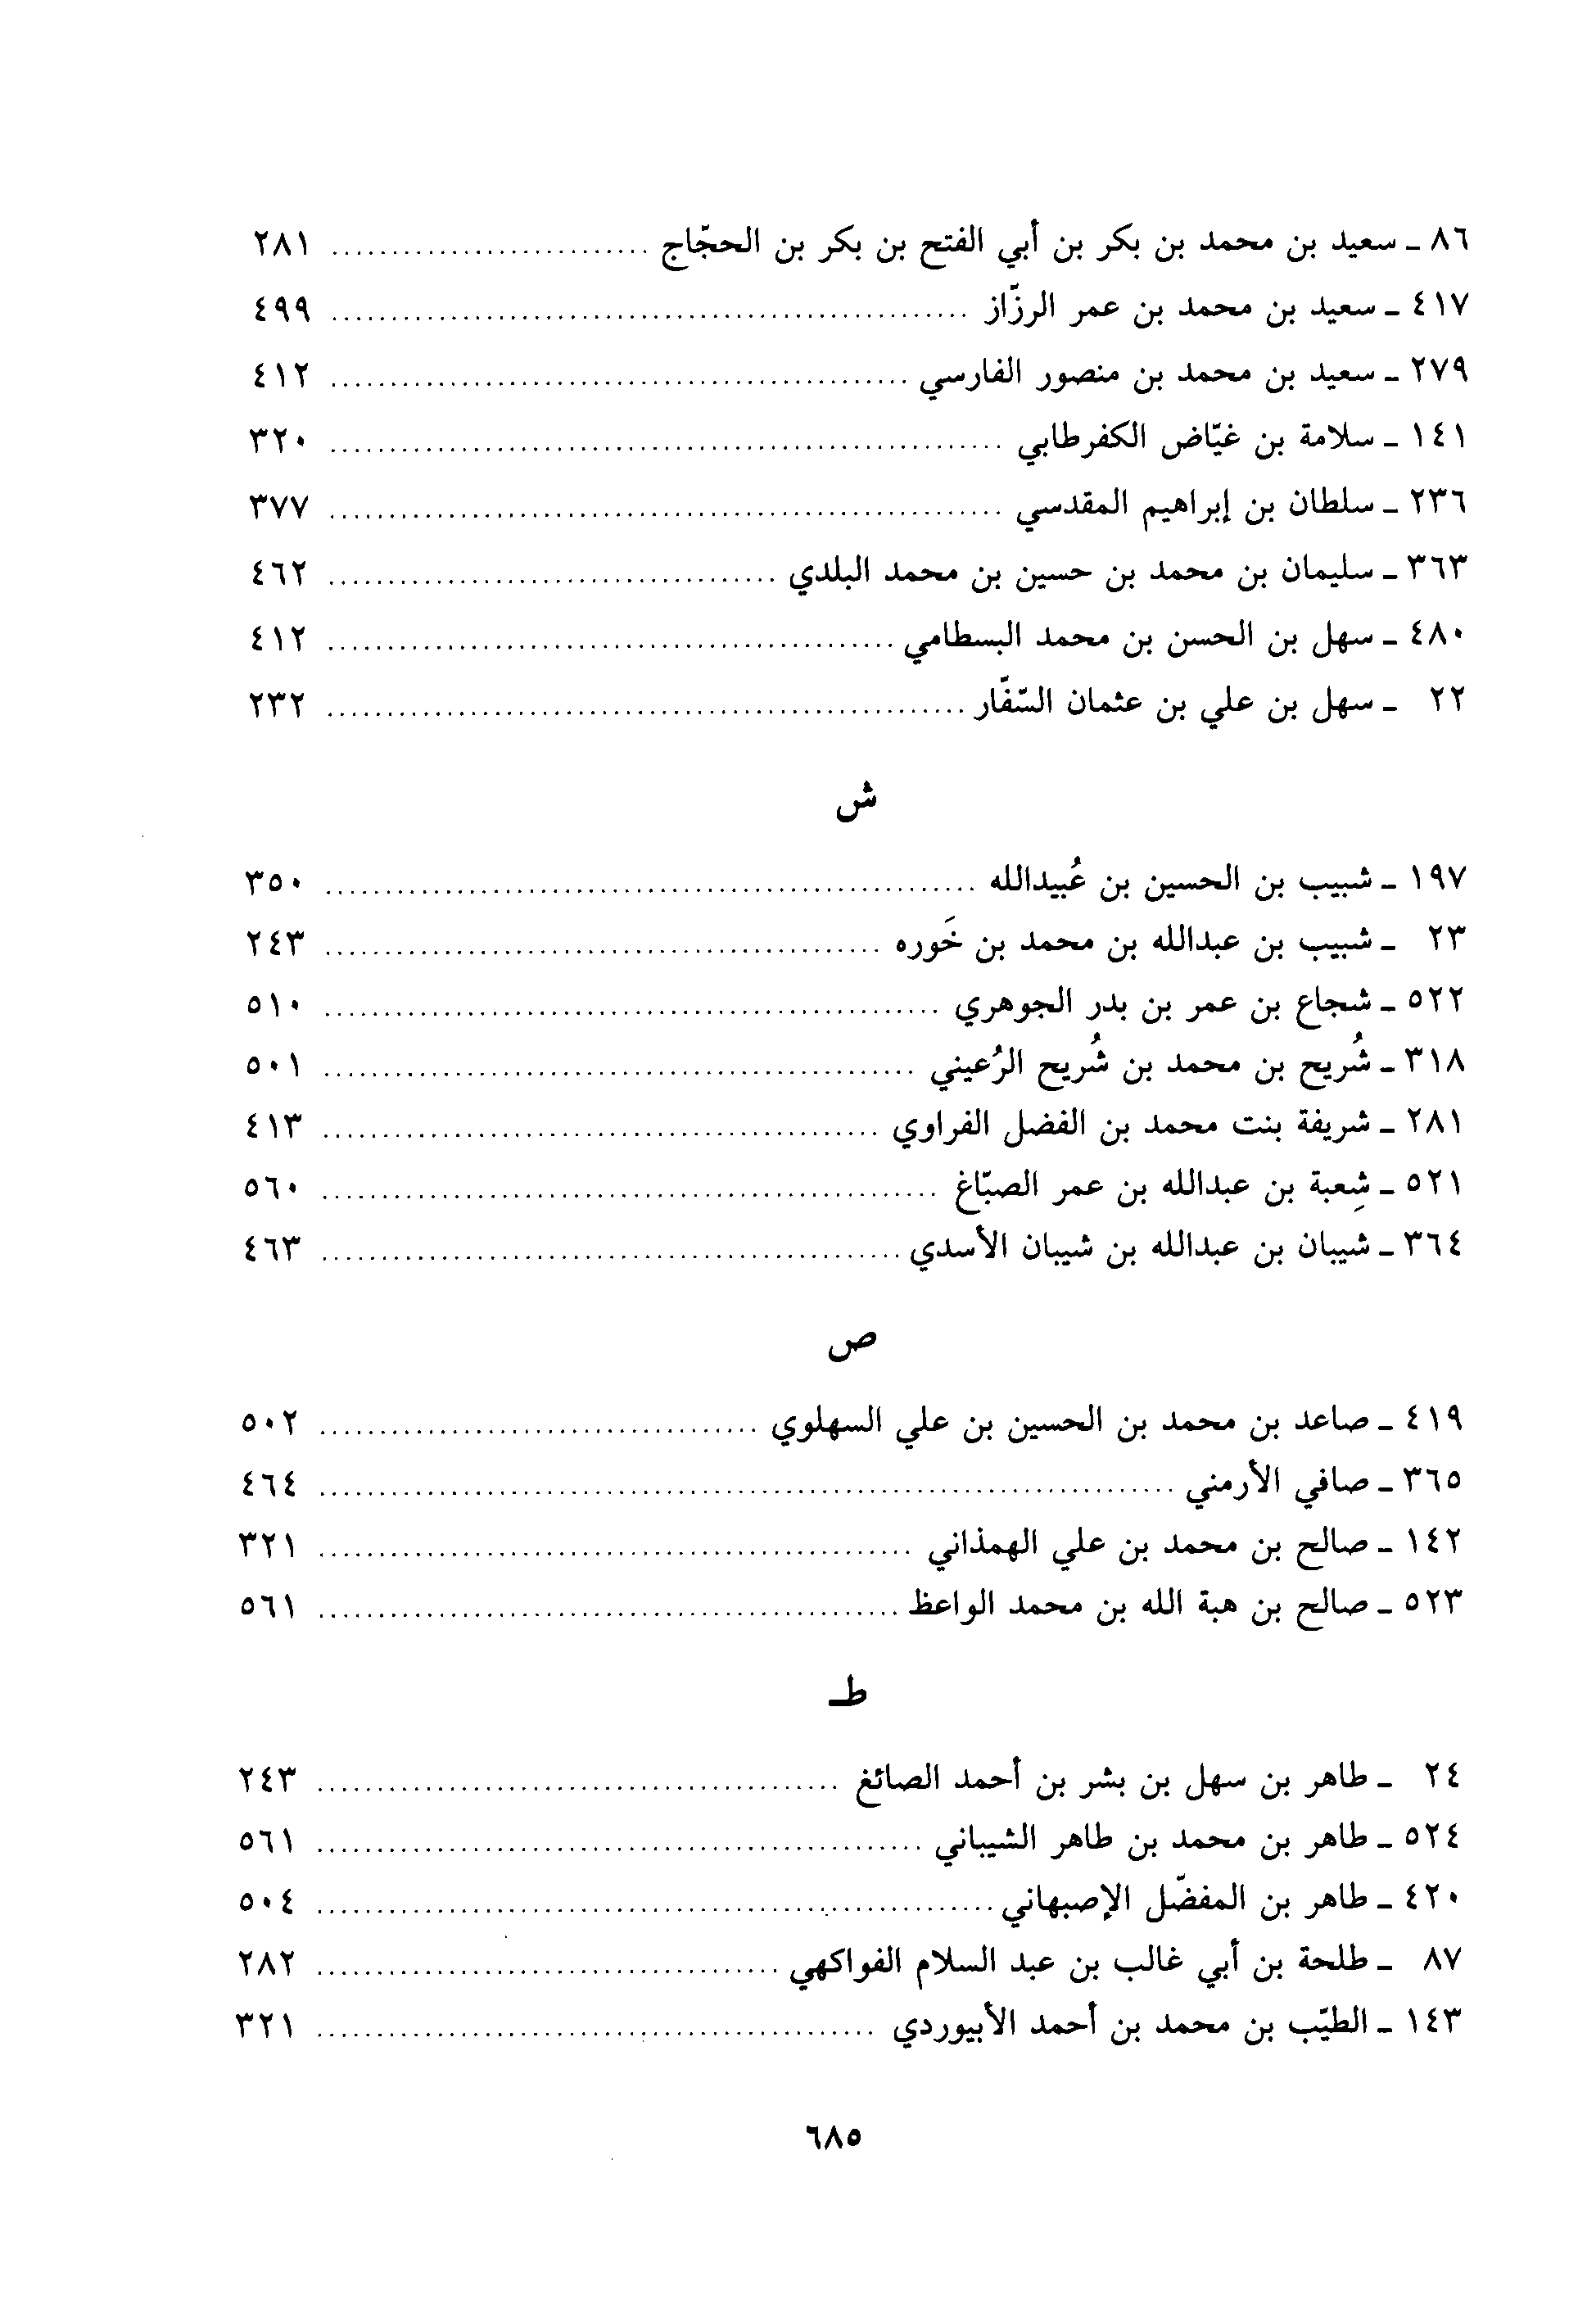 ٨٦ ـ سعيد بن محمد بن بكر بن أبي الفتح بن بكر بن الحجّاج ........ ٢٨١
٤١٧ ـ سعيد بن محمد بن عمر الرزّاز ........ ٤٩٩
٢٧٩ ـ سعيد بن محمد بن منصور الفارسي ........ ٤١٢
١٤١ ـ سلامة بن غيّاض الكفرطابي ........ ٣٢٠
٢٣٦ ـ سلطان بن إبراهيم المقدسي ........ ٣٧٧
٣٦٣ ـ سليمان بن محمد بن حسين بن محمد البلدي ........ ٤٦٢
٤٨٠ ـ سهل بن الحسن بن محمد البسطامي ........ ٤١٢
٢٢ ـ سهل بن علي بن عثمان السّفّار ........ ٢٣٢
ش
١٩٧ ـ شبيب بن الحسين بن عُبيدالله ........ ٣٥٠
٢٣ ـ شبيب بن عبدالله بن محمد بن خَوره ........ ٢٤٣
٥٢٢ ـ شجاع بن عمر بن بدر الجوهري ........ ٥١٠
٣١٨ ـ شُريح بن محمد بن شُريح الرُعيني ........ ٥٠١
٢٨١ ـ شريفة بنت محمد بن الفضل الفراوي ........ ٤١٣
٥٢١ ـ شِعبة بن عبدالله بن عمر الصبّاغ ........ ٥٦٠
٣٦٤ ـ شيبان بن عبدالله بن شيبان الأسدي ........ ٤٦٣
ص
٤١٩ ـ صاعد بن محمد بن الحسين بن علي السهلوي ........ ٥٠٢
٣٦٥ ـ صافي الأرمني ........ ٤٦٤
١٤٢ ـ صالح بن محمد بن علي الهمذاني ........ ٣٢١
٥٢٣ ـ صالح بن هبة الله بن محمد الواعظ ........ ٥٦١
طـ
٢٤ ـ طاهر بن سهل بن بشر بن أحمد الصائغ ........ ٢٤٣
٥٢٤ ـ طاهر بن محمد بن طاهر الشيباني ........ ٥٦١
٤٢٠ ـ طاهر بن المفضّل الإصبهاني ........ ٥٠٤
٨٧ ـ طلحة بن أبي غالب بن عبد السلام الفواكهي ........ ٢٨٢
١٤٣ ـ الطيّب بن محمد بن أحمد الأبيوردي ........ ٣٢١
٦٨٥